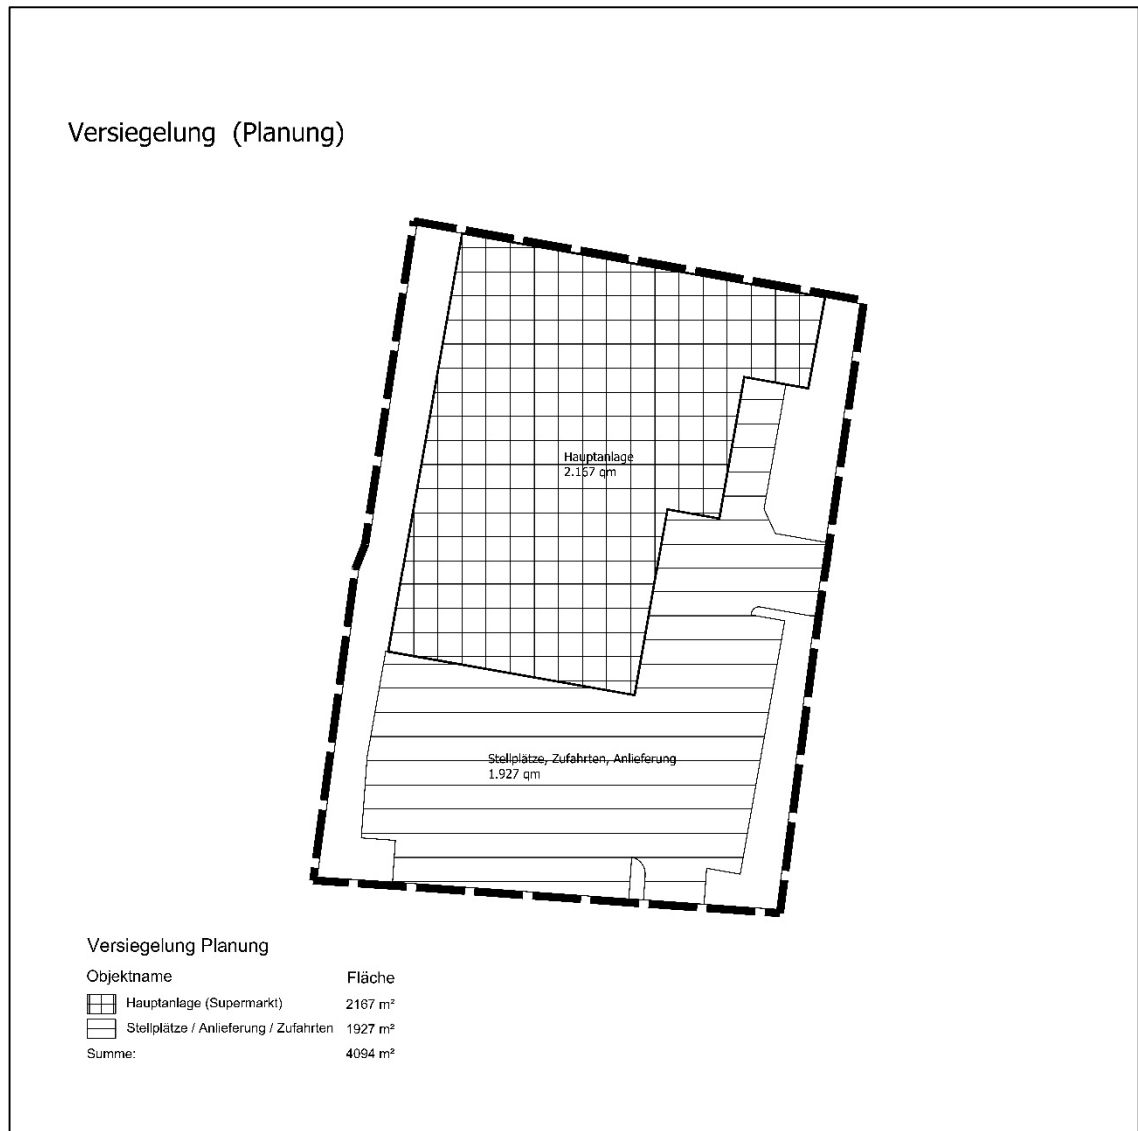 Versiegelung (Planung)
Hauptanlage
2.167 qm
Stellplätze, Zufahrten, Anlieferung
1.927 qm
Versiegelung Planung
Objektname Fläche
Hauptanlage (Supermarkt) 2167 m²
Stellplätze / Anlieferung / Zufahrten 1927 m²
Summe: 4094 m²